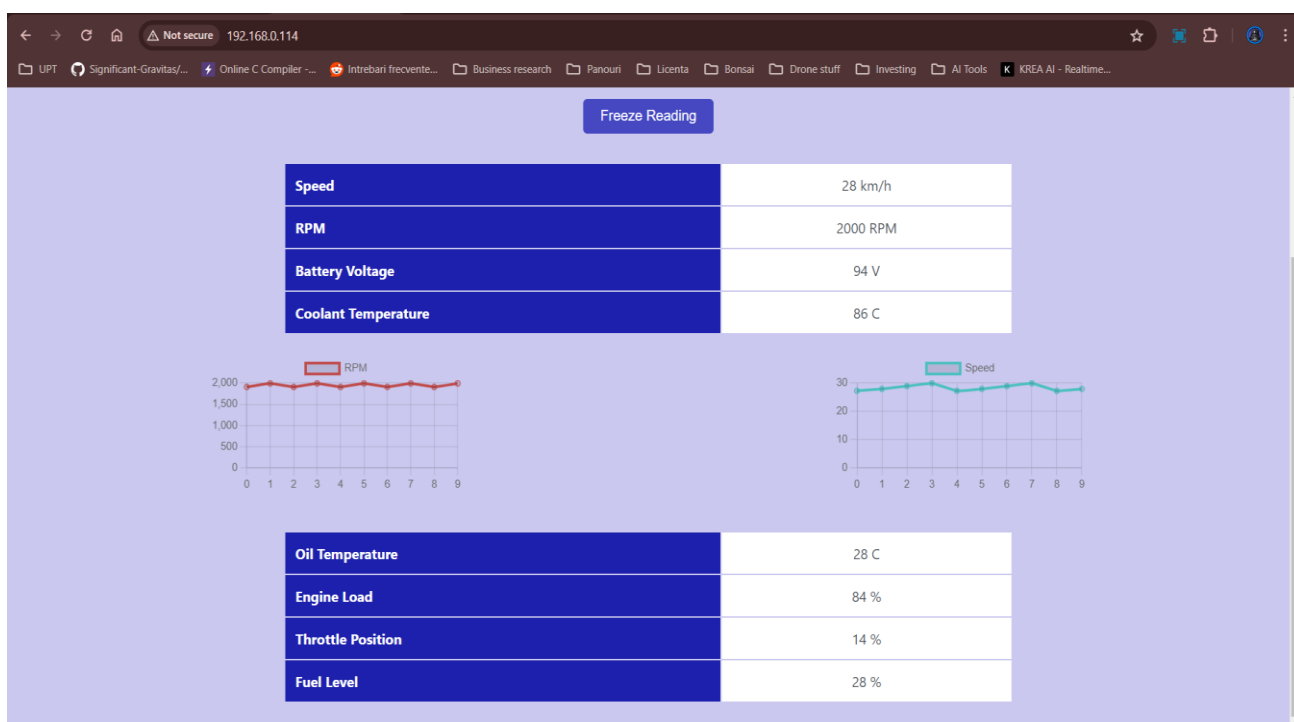 Not secure 192.168.0.114
UPT Significant-Gravitas/... Online C Compiler -... Intrebari frecvente... Business research Panouri Licenta Bonsai Drone stuff Investing AI Tools K KREA AI - Realtime...
Freeze Reading
Speed 28 km/h
RPM 2000 RPM
Battery Voltage 94 V
Coolant Temperature 86 C
RPM
2,000
1,500
1,000
500
0
0 1 2 3 4 5 6 7 8 9
Speed
30
20
10
0
0 1 2 3 4 5 6 7 8 9
Oil Temperature 28 C
Engine Load 84 %
Throttle Position 14 %
Fuel Level 28 %